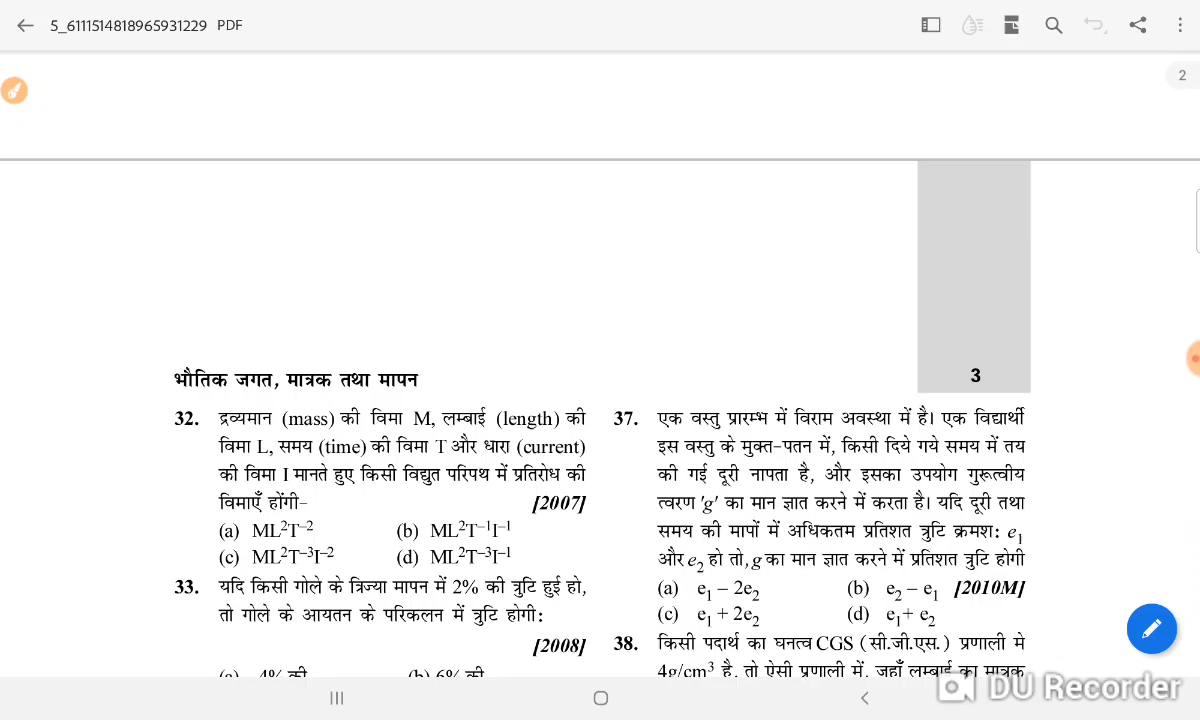 5_6111514818965931229 PDF
2
3
भौतिक जगत, मात्रक तथा मापन
32. द्रव्यमान (mass) की विमा M, लम्बाई (length) की
विमा L, समय (time) की विमा T और धारा (current)
की विमा I मानते हुए किसी विद्युत परिपथ में प्रतिरोध की
विमाएँ होंगी– [2007]
(a) ML²T⁻² (b) ML²T⁻¹I⁻¹
(c) ML²T⁻³I⁻² (d) ML²T⁻³I⁻¹
33. यदि किसी गोले के त्रिज्या मापन में 2% की त्रुटि हुई हो,
तो गोले के आयतन के परिकलन में त्रुटि होगी:
[2008]
(a) 4% की (b) 6% की
37. एक वस्तु प्रारम्भ में विराम अवस्था में है। एक विद्यार्थी
इस वस्तु के मुक्त-पतन में, किसी दिये गये समय में तय
की गई दूरी नापता है, और इसका उपयोग गुरूत्वीय
त्वरण 'g' का मान ज्ञात करने में करता है। यदि दूरी तथा
समय की मापों में अधिकतम प्रतिशत त्रुटि क्रमश: e₁
और e₂ हो तो, g का मान ज्ञात करने में प्रतिशत त्रुटि होगी
(a) e₁ – 2e₂ (b) e₂ – e₁ [2010M]
(c) e₁ + 2e₂ (d) e₁+ e₂
38. किसी पदार्थ का घनत्व CGS (सी.जी.एस.) प्रणाली मे
4g/cm³ है, तो ऐसी प्रणाली में, जहाँ लम्बाई का मात्रक
DU Recorder